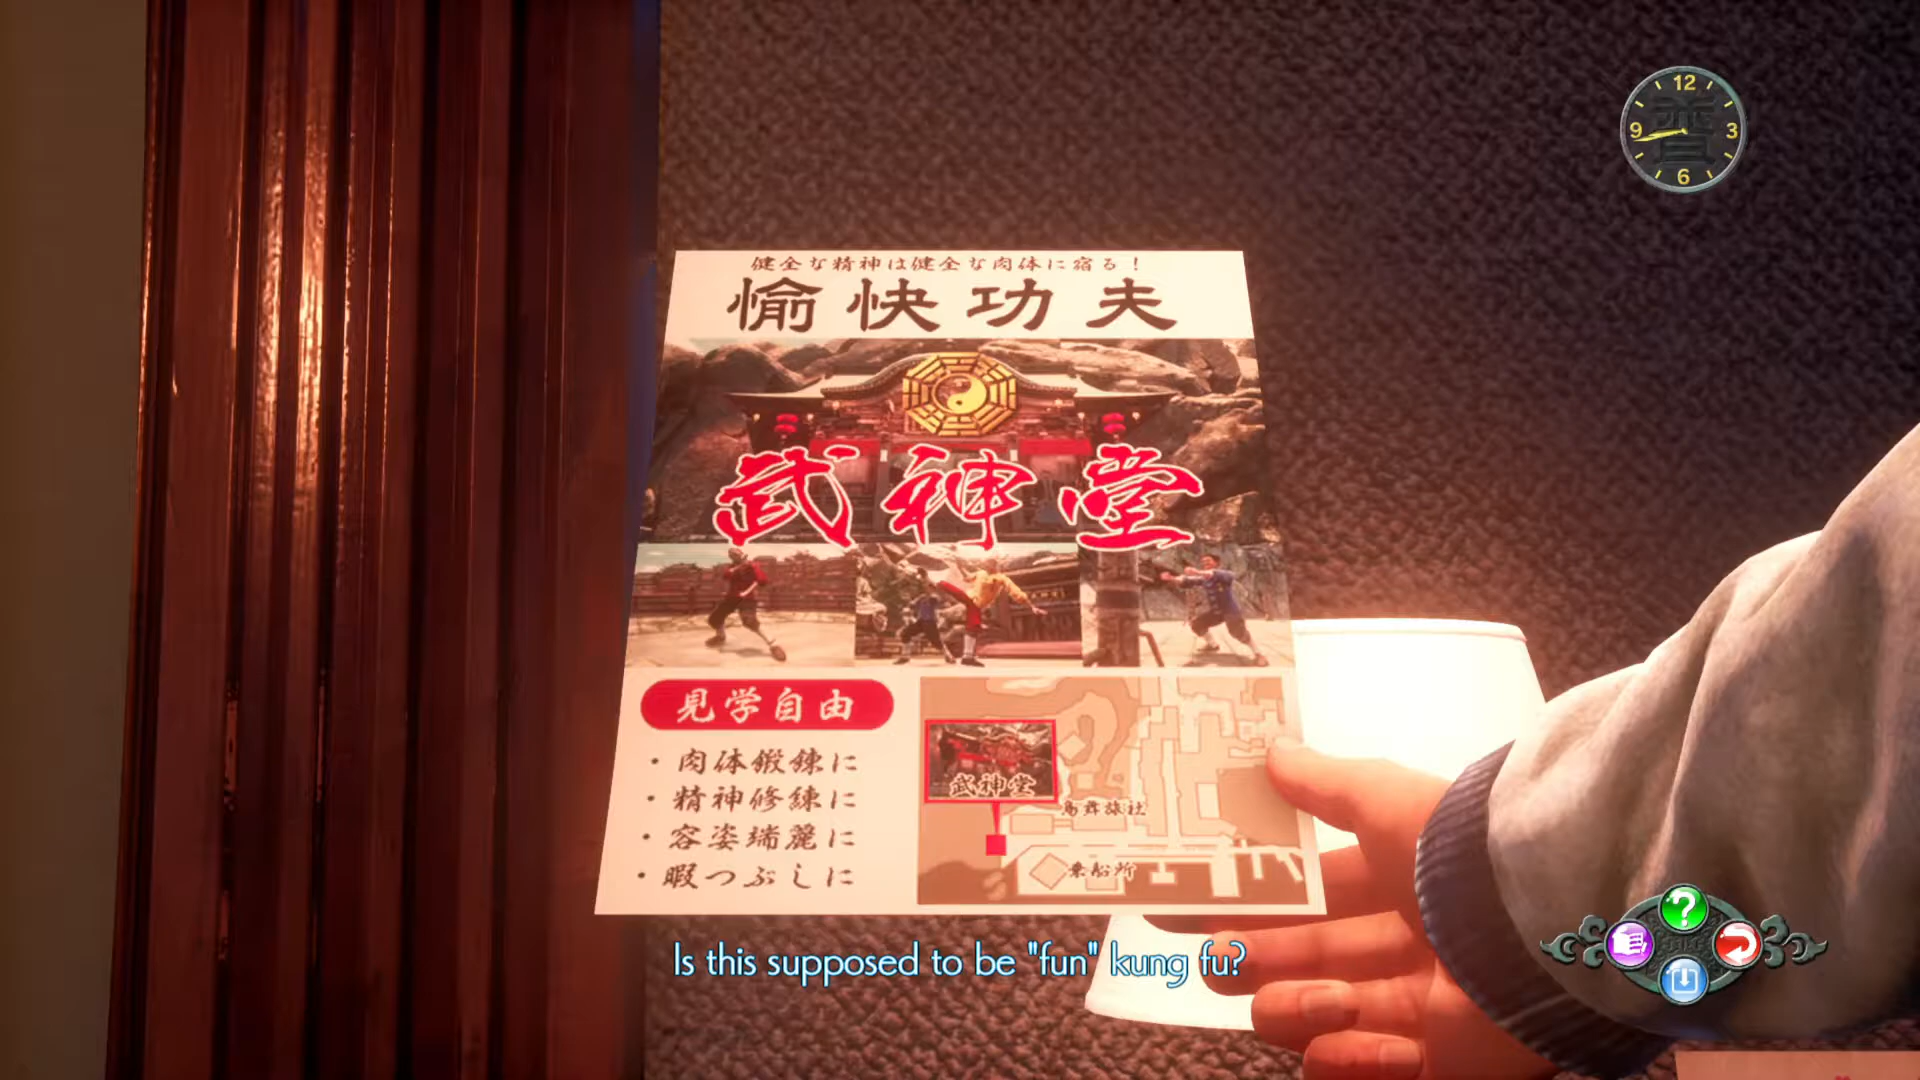 12
9
3
6
健全な精神は健全な肉体に宿る!
愉快功夫
武神堂
見学自由
・肉体鍛錬に
・精神修練に
・容姿端麗に
・暇つぶしに
武神堂
鳥舞旅社
乗船所
Is this supposed to be "fun" kung fu?
?